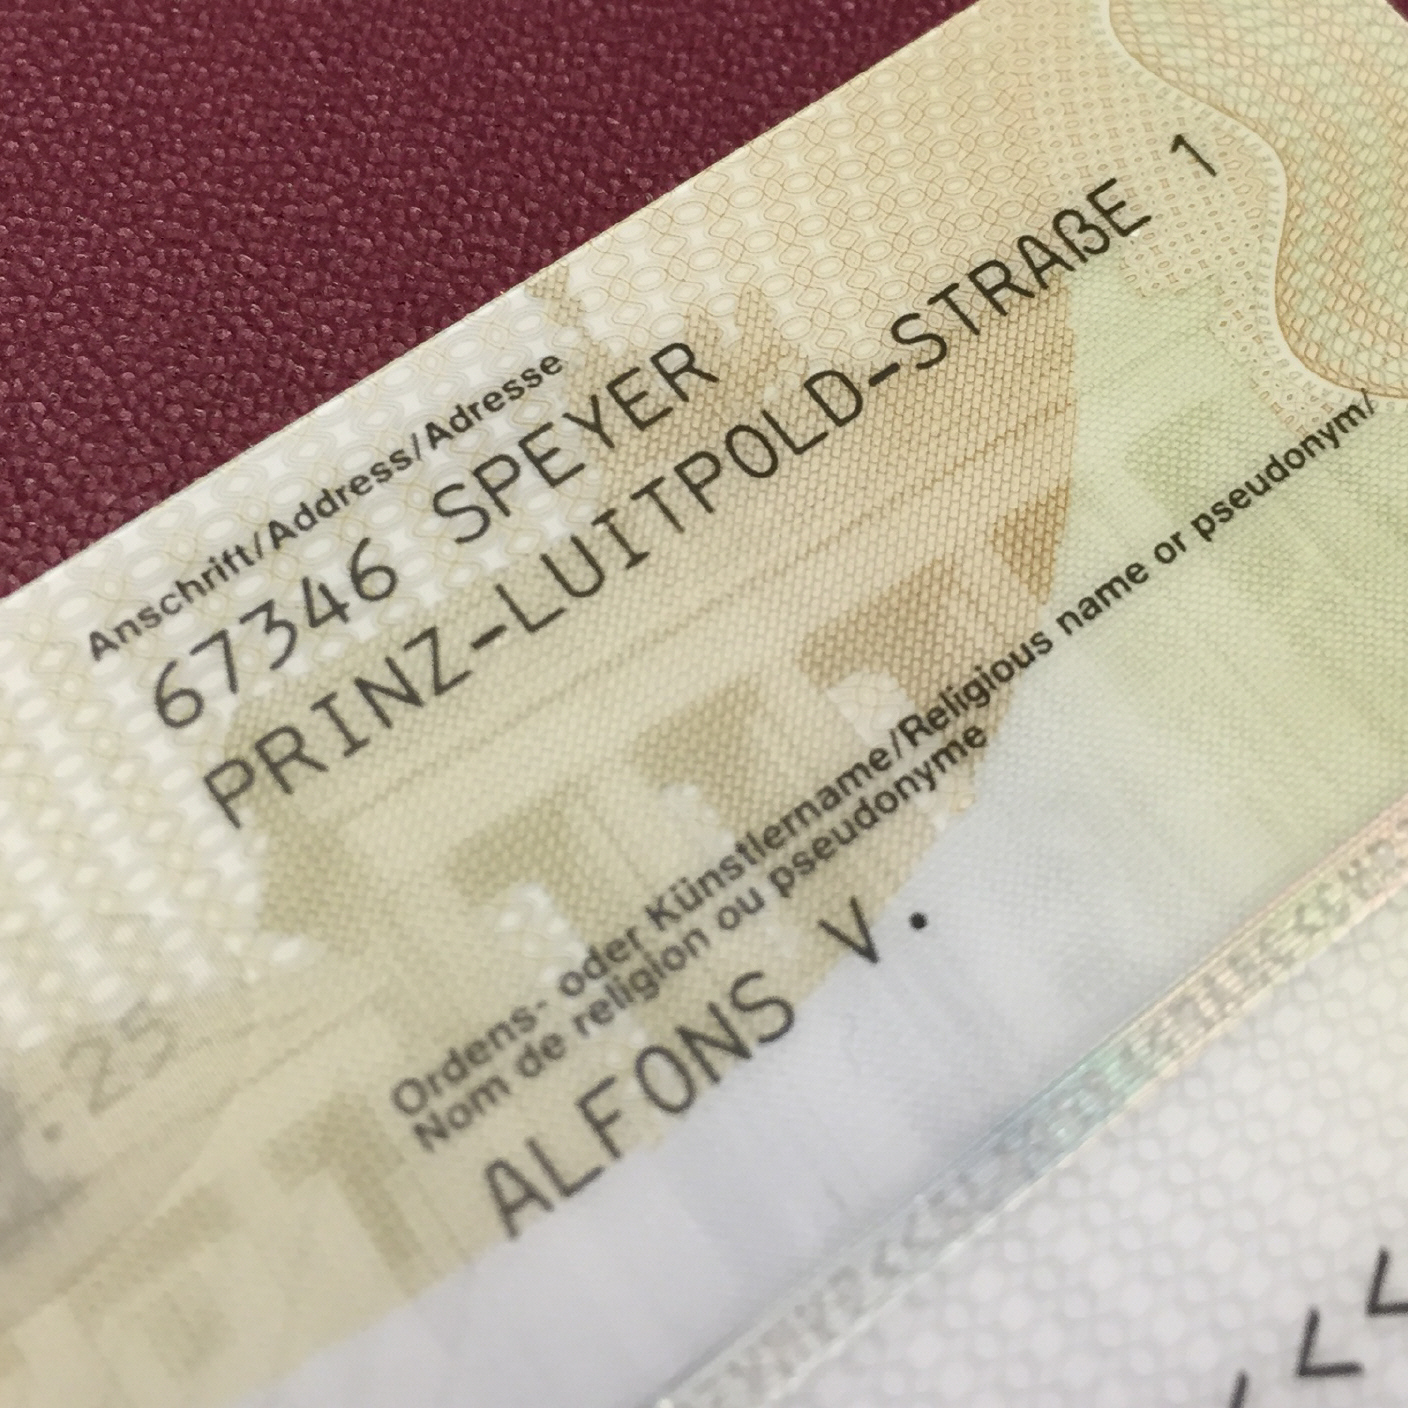 Anschrift/Address/Adresse
67346 SPEYER
PRINZ-LUITPOLD-STRAßE 1
Ordens- oder Künstlername/Religious name or pseudonym/
Nom de religion ou pseudonyme
ALFONS V.
25
<<